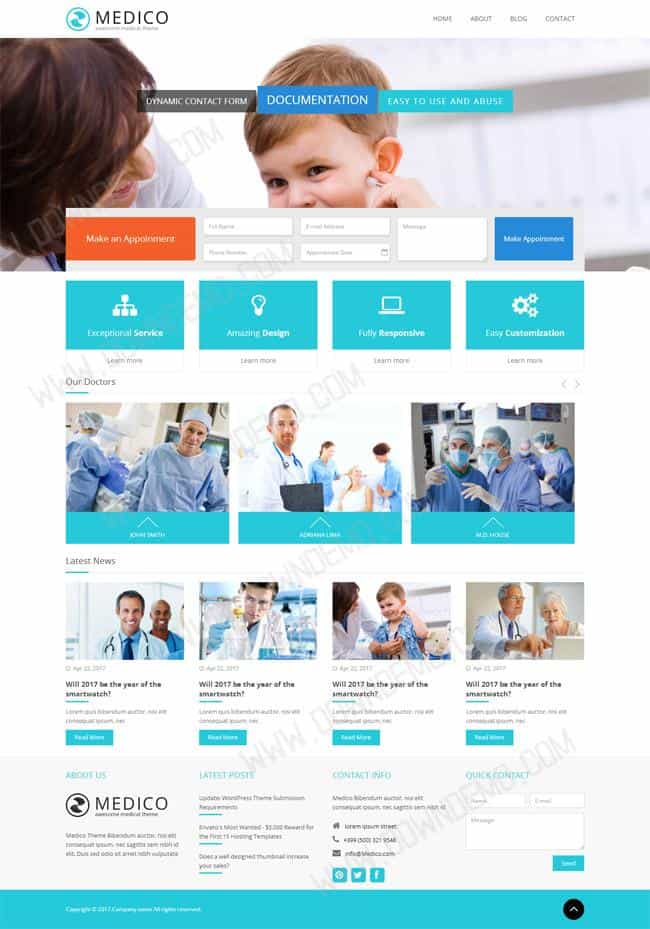 MEDICO
awesome medical theme
HOME ABOUT BLOG CONTACT
DYNAMIC CONTACT FORM
DOCUMENTATION
EASY TO USE AND ABUSE
Make an Appoinment
Full Name
E-mail Address
Message
Phone Number
Appoinment Date
Make Appoinment
Exceptional Service
Amazing Design
Fully Responsive
Easy Customization
Learn more
Learn more
Learn more
Learn more
Our Doctors
JOHN SMITH
ADRIANA LIMA
M.D. HOUSE
Latest News
Apr 22, 2017
Will 2017 be the year of the
smartwatch?
Lorem quis bibendum auctor, nisi elit
consequat ipsum, nec
Read More
Apr 22, 2017
Will 2017 be the year of the
smartwatch?
Lorem quis bibendum auctor, nisi elit
consequat ipsum, nec
Read More
Apr 22, 2017
Will 2017 be the year of the
smartwatch?
Lorem quis bibendum auctor, nisi elit
consequat ipsum, nec
Read More
Apr 22, 2017
Will 2017 be the year of the
smartwatch?
Lorem quis bibendum auctor, nisi elit
consequat ipsum, nec
Read More
ABOUT US
MEDICO
awesome medical theme
Medico Theme Bibendum auctor, nisi elit
consequat ipsum, nec sagittis sem nibh id
elit. Duis sed odio sit amet nibh vulputate
LATEST POSTS
Update: WordPress Theme Submission
Requirements
Envato's Most Wanted - $3,000 Reward for
the First 15 Hosting Templates
Does a well designed thumbnail increase
your sales?
CONTACT INFO
Medico Bibendum auctor, nisi elit
consequat ipsum, nec sagittis sem nibh id
lorem ipsum street
+399 (500) 321 9548
info@Medico.com
QUICK CONTACT
Name
E-mail
Message
Send
Copyright © 2017.Company name All rights reserved.
WWW.DOWNDEMO.COM
WWW.DOWNDEMO.COM